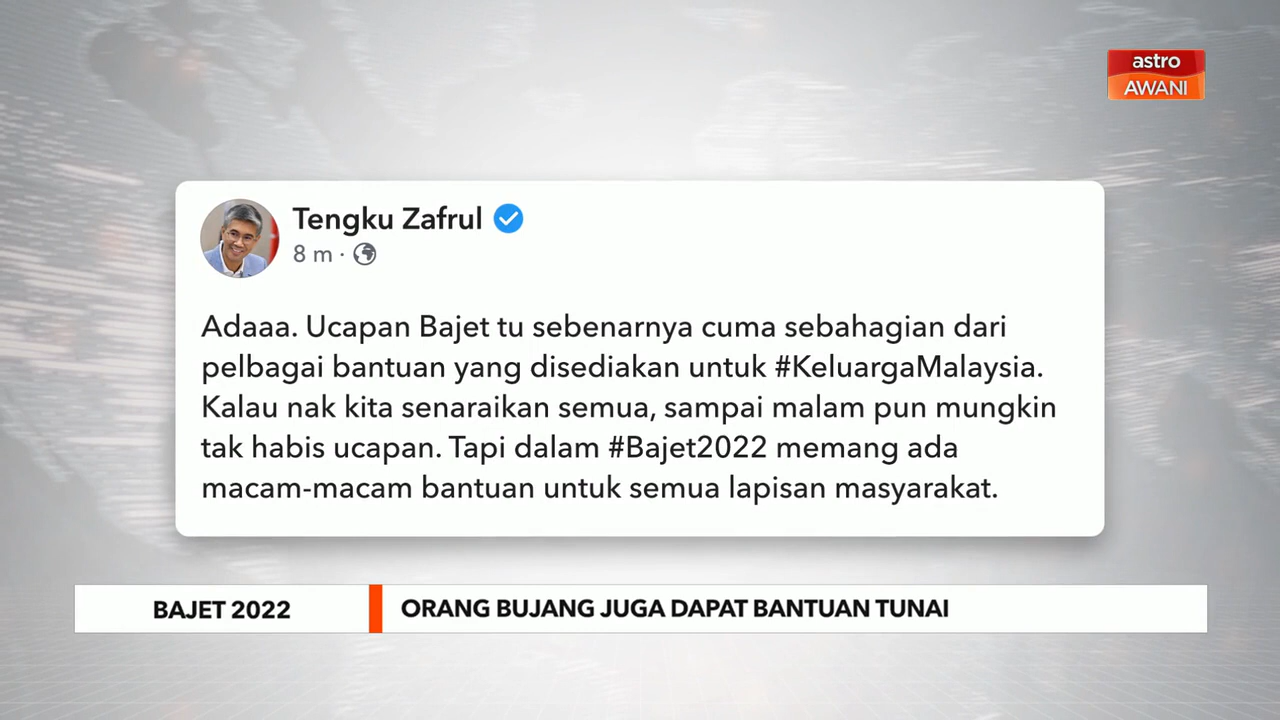 astro
AWANI
Tengku Zafrul
8 m ·
Adaaa. Ucapan Bajet tu sebenarnya cuma sebahagian dari
pelbagai bantuan yang disediakan untuk #KeluargaMalaysia.
Kalau nak kita senaraikan semua, sampai malam pun mungkin
tak habis ucapan. Tapi dalam #Bajet2022 memang ada
macam-macam bantuan untuk semua lapisan masyarakat.
BAJET 2022
ORANG BUJANG JUGA DAPAT BANTUAN TUNAI